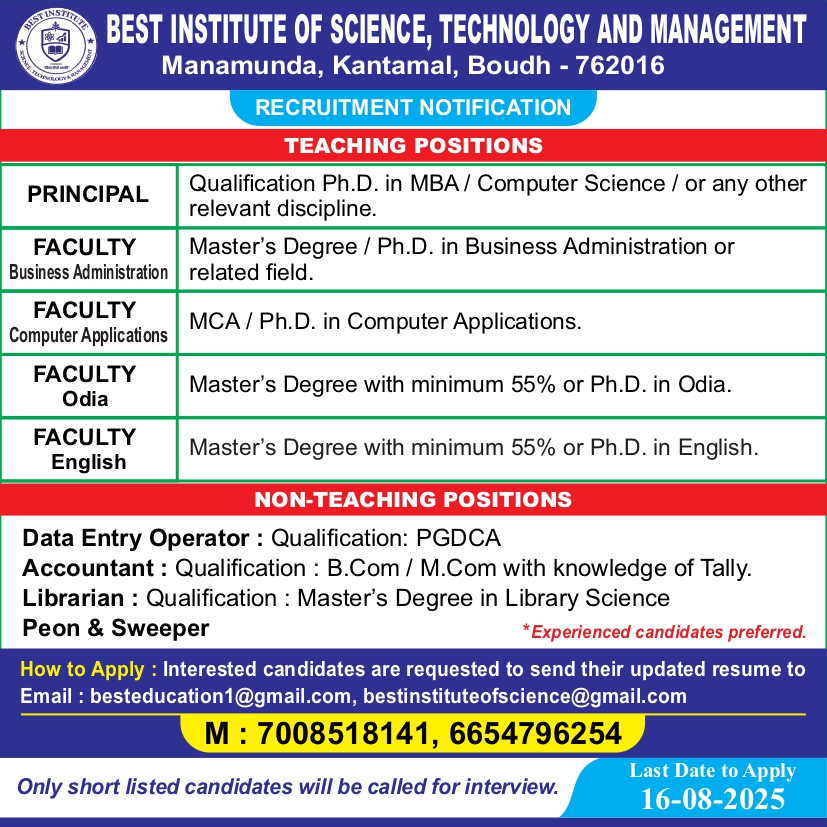 BEST INSTITUTE
SCIENCE, TECHNOLOGY & MANAGEMENT
BEST INSTITUTE OF SCIENCE, TECHNOLOGY AND MANAGEMENT
Manamunda, Kantamal, Boudh - 762016
RECRUITMENT NOTIFICATION
TEACHING POSITIONS
PRINCIPAL
Qualification Ph.D. in MBA / Computer Science / or any other
relevant discipline.
FACULTY
Business Administration
Master's Degree / Ph.D. in Business Administration or
related field.
FACULTY
Computer Applications
MCA / Ph.D. in Computer Applications.
FACULTY
Odia
Master's Degree with minimum 55% or Ph.D. in Odia.
FACULTY
English
Master's Degree with minimum 55% or Ph.D. in English.
NON-TEACHING POSITIONS
Data Entry Operator : Qualification: PGDCA
Accountant : Qualification : B.Com / M.Com with knowledge of Tally.
Librarian : Qualification : Master's Degree in Library Science
Peon & Sweeper
*Experienced candidates preferred.
How to Apply : Interested candidates are requested to send their updated resume to
Email : besteducation1@gmail.com, bestinstituteofscience@gmail.com
M : 7008518141, 6654796254
Only short listed candidates will be called for interview.
Last Date to Apply
16-08-2025